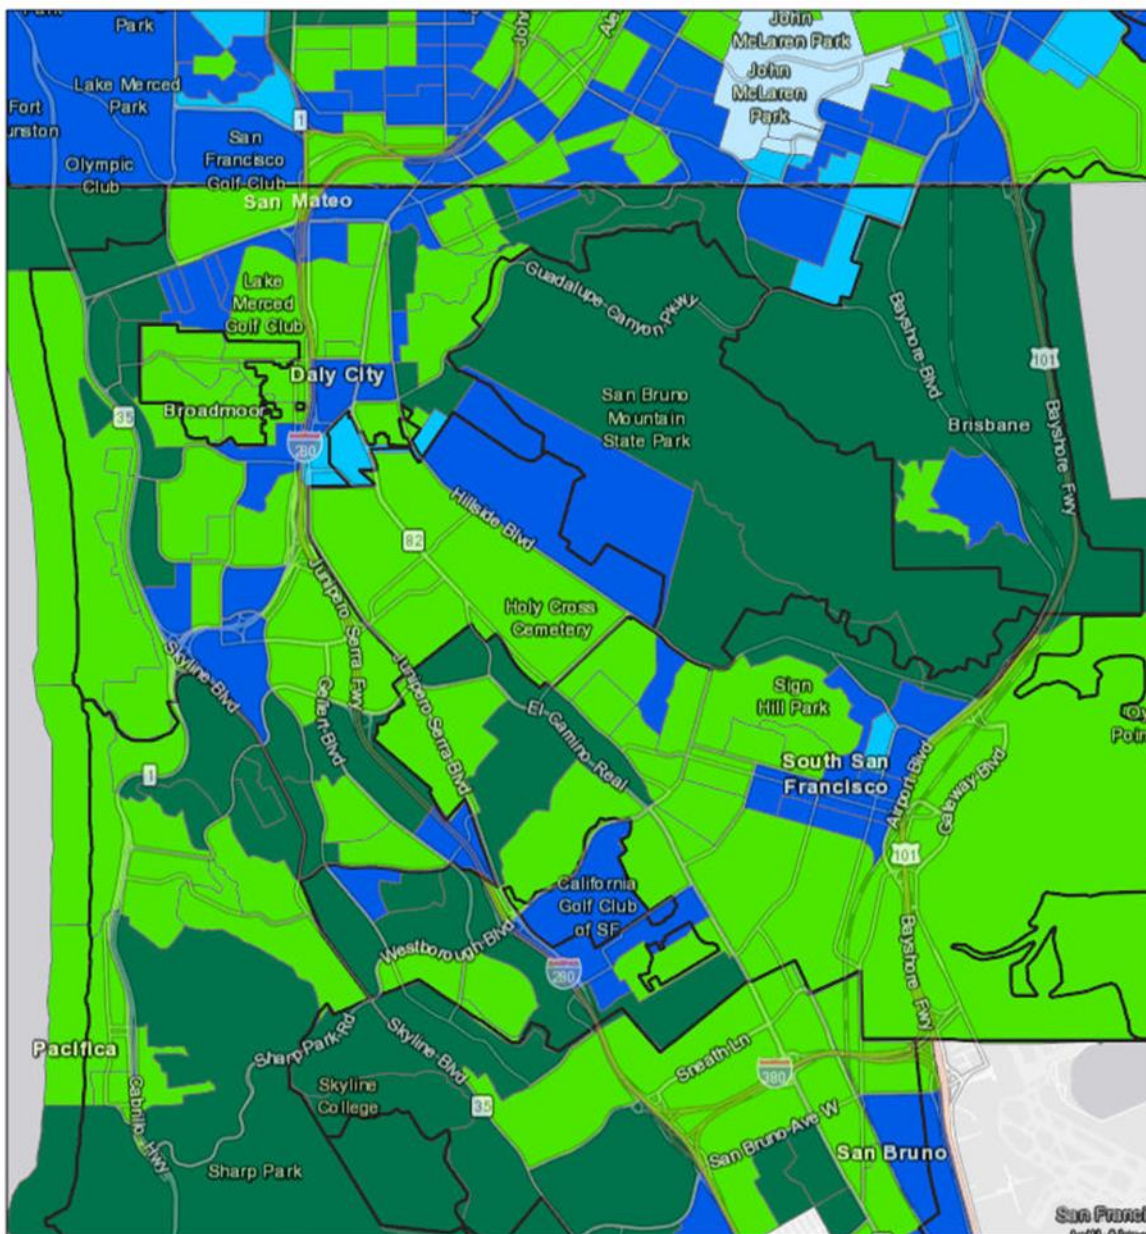 Park
John
McLaren Park
Lake Merced
Park
John
McLaren
Park
Fort
unston
1
San
Francisco
Golf Club
Olympic
Club
San Mateo
Guadalupe Canyon Pkwy
Lake
Merced
Golf Club
Bayshore Blvd
101
Daly City
San Bruno
Mountain
State Park
Bayshore Fwy
35
Broadmoor
Brisbane
280
Hillside Blvd
82
Junipero Serra Fwy
Holy Cross
Cemetery
Skyline Blvd
Junipero Serra Blvd
Sign
Hill Park
El Camino Real
Poin
1
South San
Francisco
Airport Blvd
Gateway Blvd
101
California
Golf Club
of SF
Westborough Blvd
280
Bayshore Fwy
Pacifica
Sharp Park Rd
Skyline Blvd
Sneath Ln
380
Skyline
College
35
Cabrillo Hwy
San Bruno Ave W
San Bruno
Sharp Park
San Franci